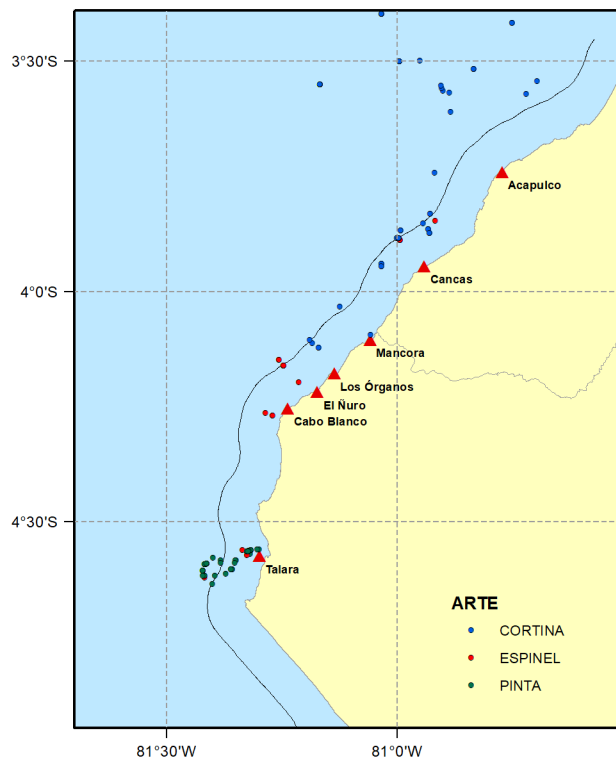 3°30'S
Acapulco
Cancas
4°0'S
Mancora
Los Órganos
El Ñuro
Cabo Blanco
4°30'S
Talara
ARTE
CORTINA
ESPINEL
PINTA
81°30'W
81°0'W